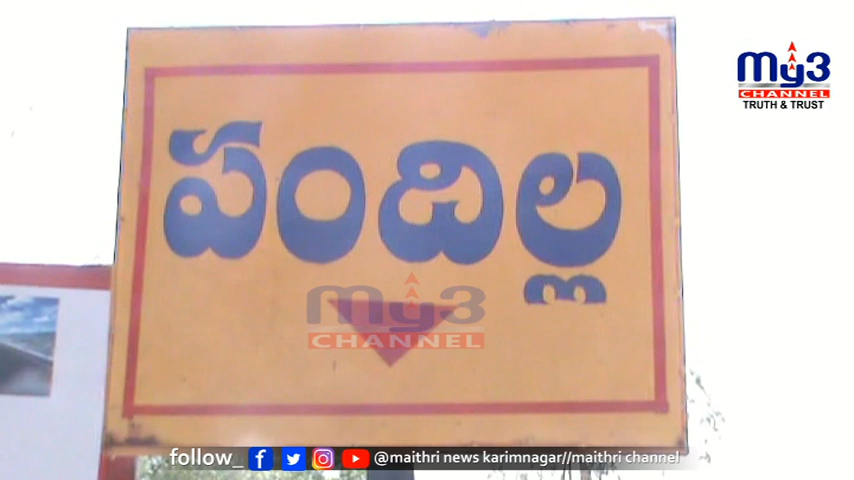 My3
CHANNEL
TRUTH & TRUST
పందిల్ల
My3
CHANNEL
follow_ @maithri news karimnagar//maithri channel